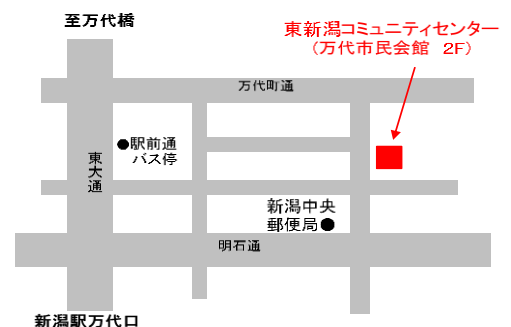 至万代橋
東新潟コミュニティセンター
（万代市民会館　2F）
万代町通
●駅前通
バス停
東大通
新潟中央
郵便局●
明石通
新潟駅万代口